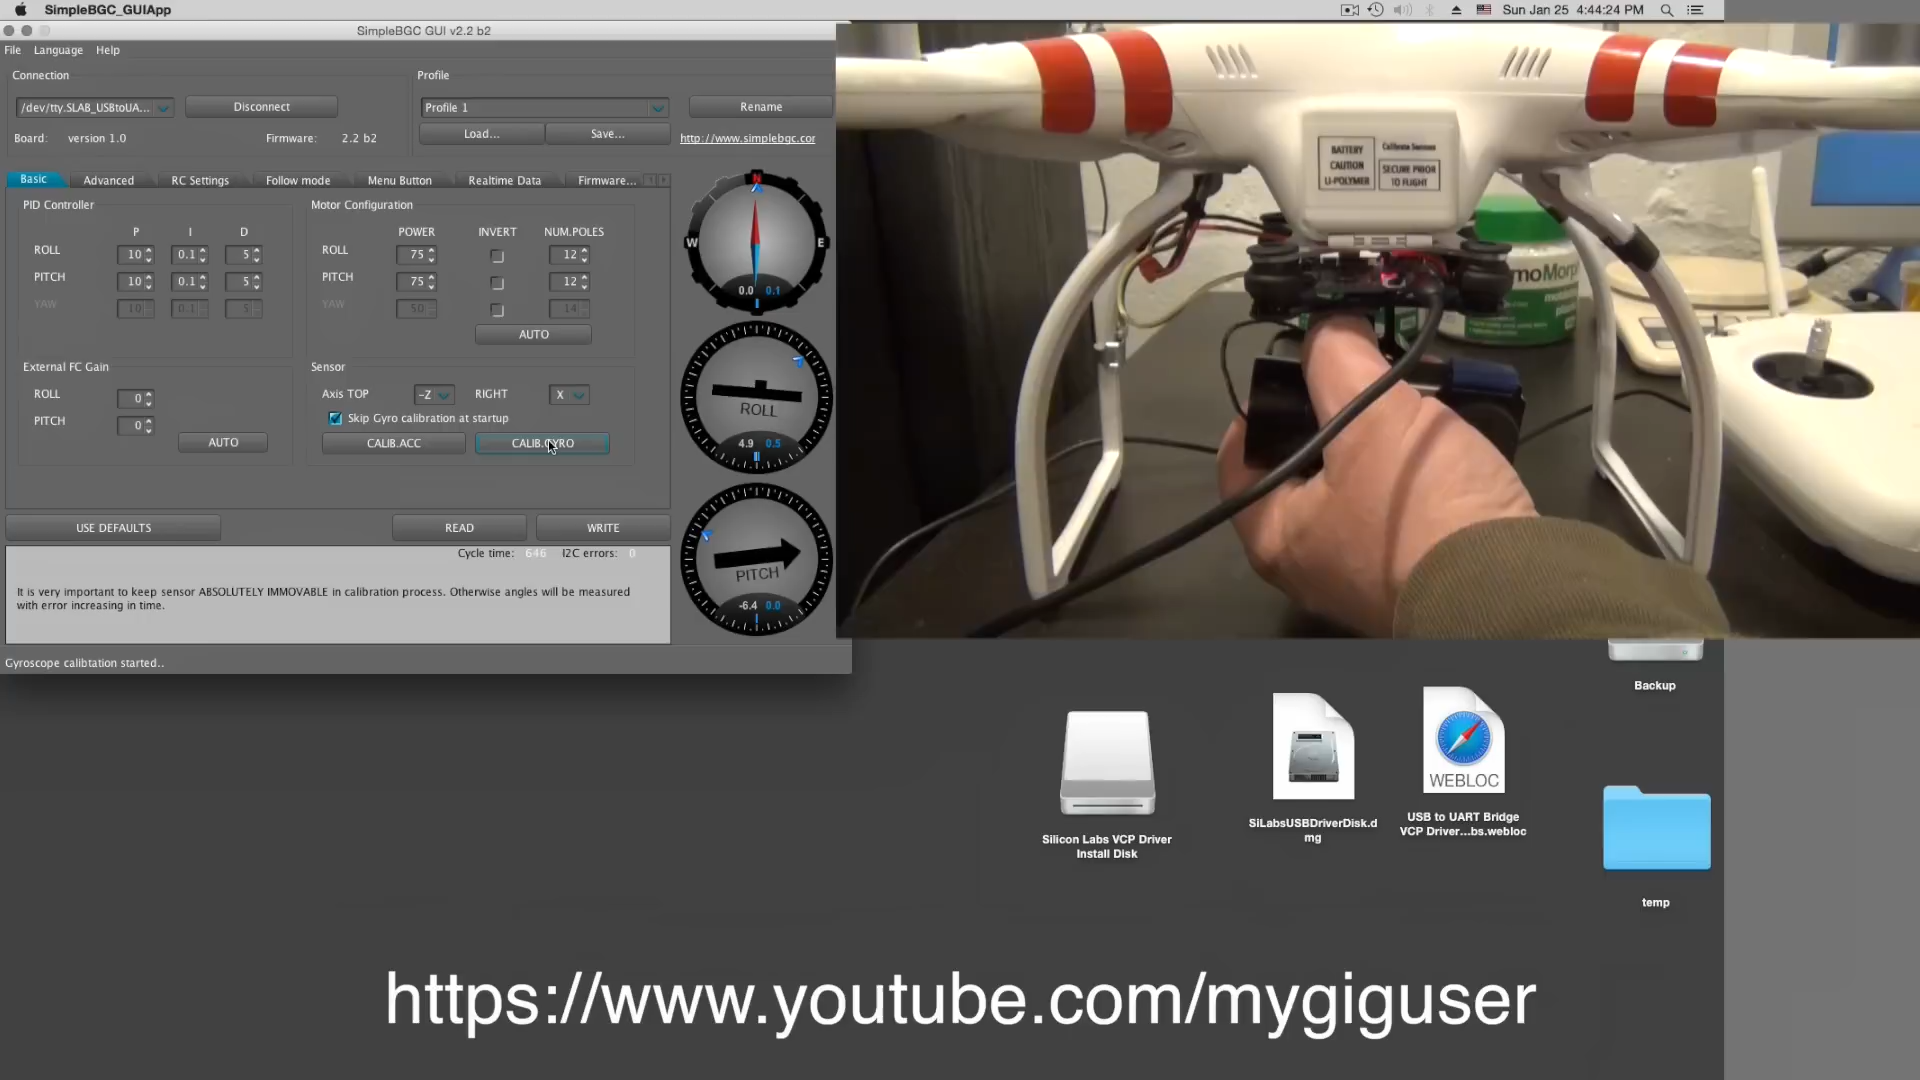 SimpleBGC_GUIApp
Sun Jan 25 4:44:24 PM
SimpleBGC GUI v2.2 b2
File Language Help
Connection
Profile
/dev/tty.SLAB_USBtoUA...
Disconnect
Profile 1
Rename
Load...
Save...
Board: version 1.0
Firmware: 2.2 b2
http://www.simplebgc.cor
Basic
Advanced
RC Settings
Follow mode
Menu Button
Realtime Data
Firmware...
PID Controller
P I D
ROLL 10 0.1 5
PITCH 10 0.1 5
YAW 10 0.1 5
Motor Configuration
POWER INVERT NUM.POLES
ROLL 75 12
PITCH 75 12
YAW 50 14
AUTO
External FC Gain
ROLL 0
PITCH 0
AUTO
Sensor
Axis TOP -Z RIGHT X
Skip Gyro calibration at startup
CALIB.ACC
CALIB.GYRO
N
W E
0.0 0.1
ROLL
4.9 0.5
PITCH
-6.4 0.0
USE DEFAULTS
READ
WRITE
Cycle time: 646 I2C errors: 0
It is very important to keep sensor ABSOLUTELY IMMOVABLE in calibration process. Otherwise angles will be measured
with error increasing in time.
Gyroscope calibtation started..
BATTERY
CAUTION
LI-POLYMER
Calibrate Sensors
SECURE PRIOR
TO FLIGHT
Backup
Silicon Labs VCP Driver
Install Disk
SiLabsUSBDriverDisk.d
mg
WEBLOC
USB to UART Bridge
VCP Driver...bs.webloc
temp
https://www.youtube.com/mygiguser